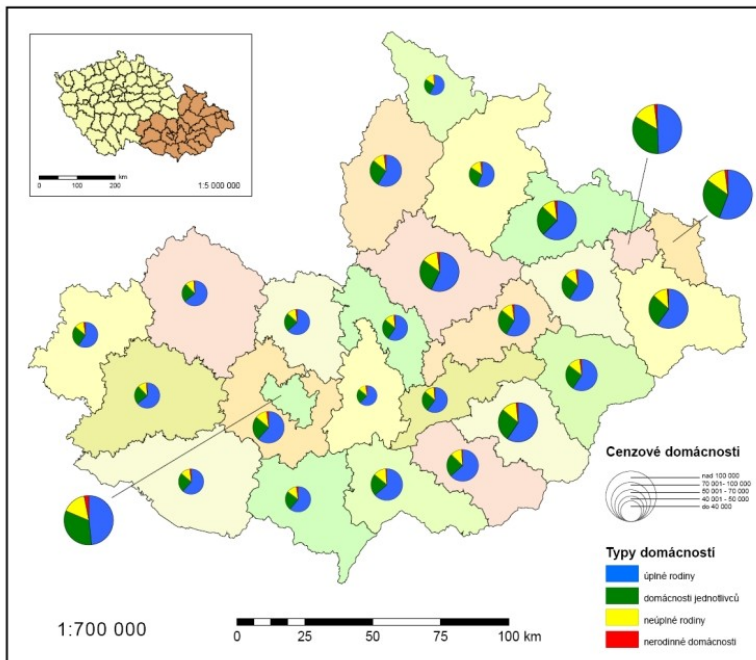 km
0 100 200
1:5 000 000
Cenzové domácnosti
nad 100 000
70 001- 100 000
50 001 - 70 000
40 001 - 50 000
do 40 000
Typy domácností
úplné rodiny
domácnosti jednotlivců
neúplné rodiny
nerodinné domácnosti
1:700 000
0 25 50 75 100 km